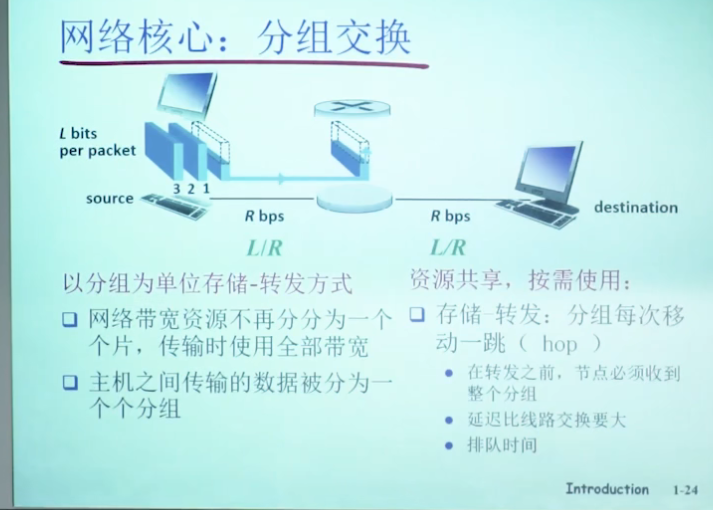 网络核心：分组交换
L bits
per packet
3 2 1
source
R bps
R bps
destination
L/R
L/R
以分组为单位存储-转发方式
网络带宽资源不再分分为一个
个片，传输时使用全部带宽
主机之间传输的数据被分为一
个个分组
资源共享，按需使用：
存储-转发：分组每次移
动一跳（ hop ）
在转发之前，节点必须收到
整个分组
延迟比线路交换要大
排队时间
Introduction 1-24